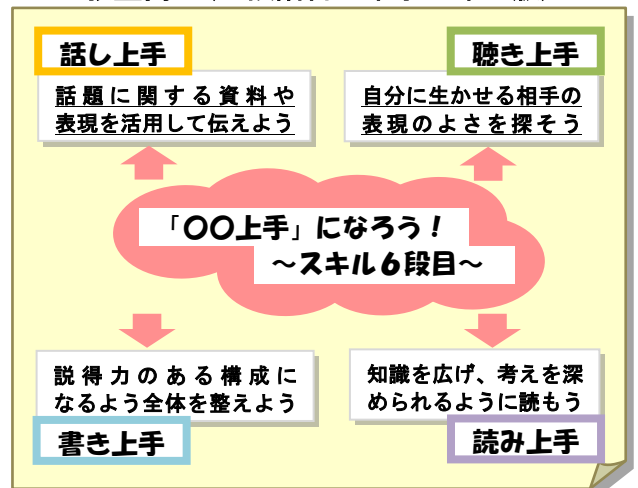 話し上手
話題に関する資料や
表現を活用して伝えよう
聴き上手
自分に生かせる相手の
表現のよさを探そう
「〇〇上手」になろう！
～スキル６段目～
説得力のある構成に
なるよう全体を整えよう
書き上手
知識を広げ、考えを深
められるように読もう
読み上手